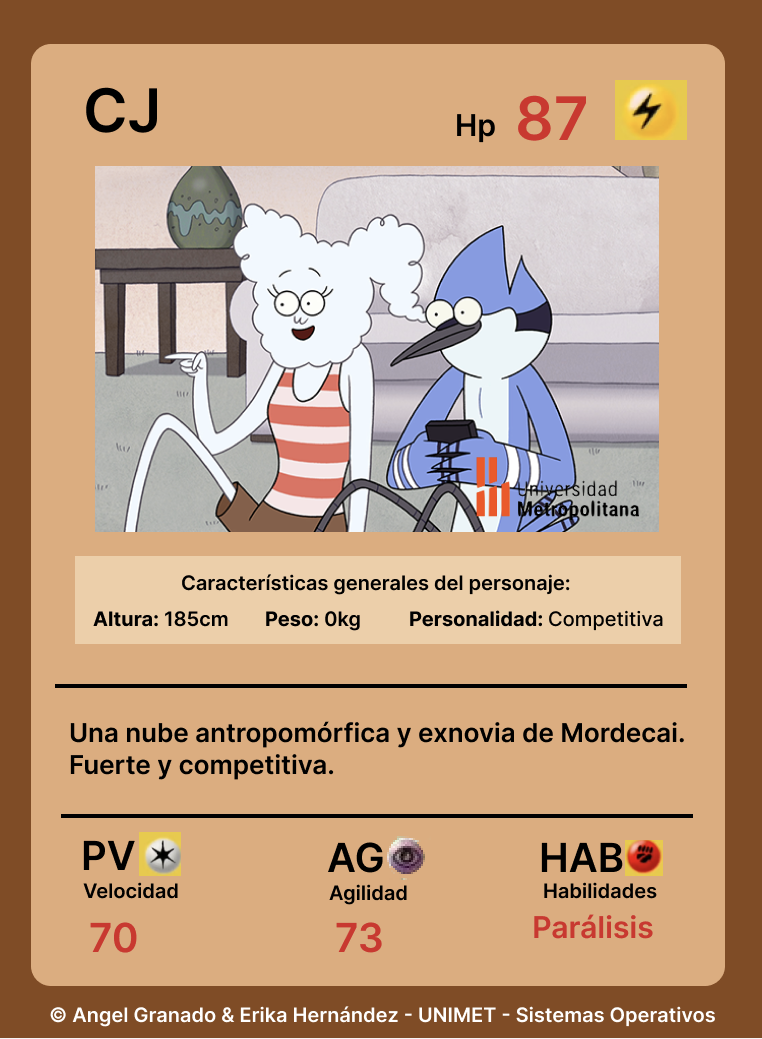 CJ
Hp 87
Universidad
Metropolitana
Características generales del personaje:
Altura: 185cm Peso: 0kg Personalidad: Competitiva
Una nube antropomórfica y exnovia de Mordecai.
Fuerte y competitiva.
PV AG HAB
Velocidad Agilidad Habilidades
70 73 Parálisis
© Angel Granado & Erika Hernández - UNIMET - Sistemas Operativos